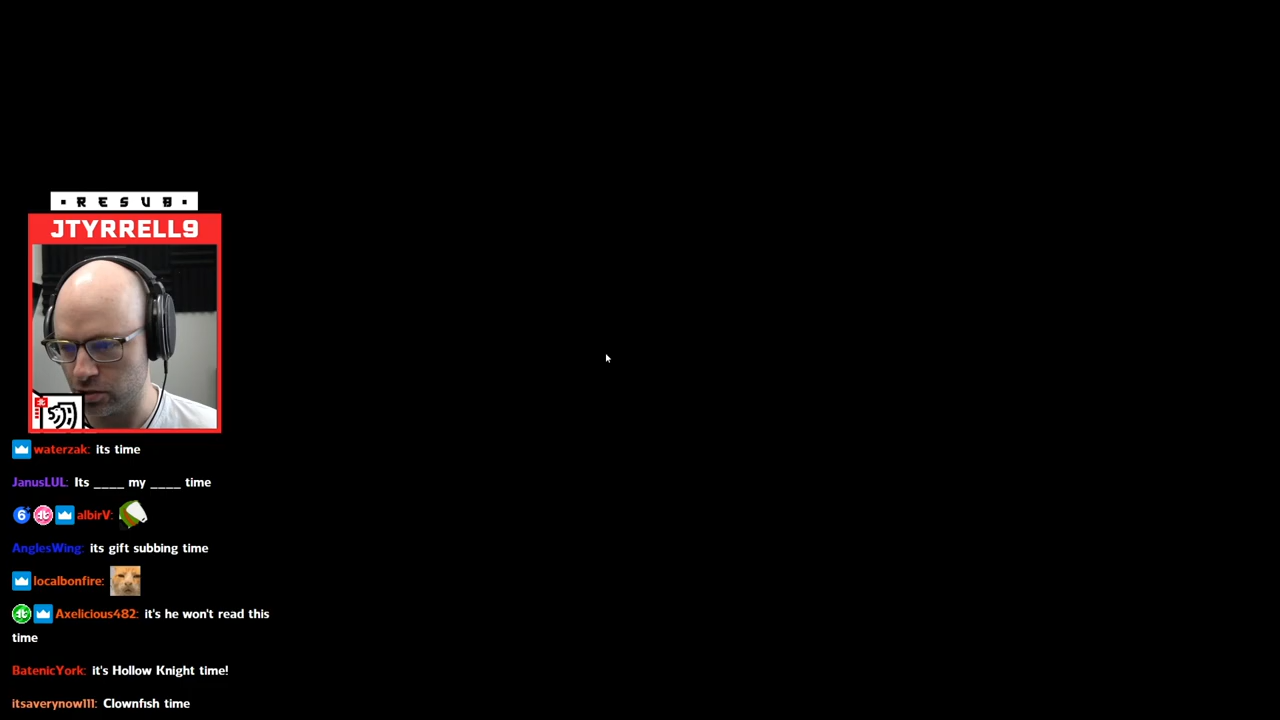 • R E S U B •
JTYRRELL9
waterzak: its time
JanusLUL: Its ____ my ____ time
6 albirV:
AnglesWing: its gift subbing time
localbonfire:
Axelicious482: it's he won't read this
time
BatenicYork: it's Hollow Knight time!
itsaverynow111: Clownfish time